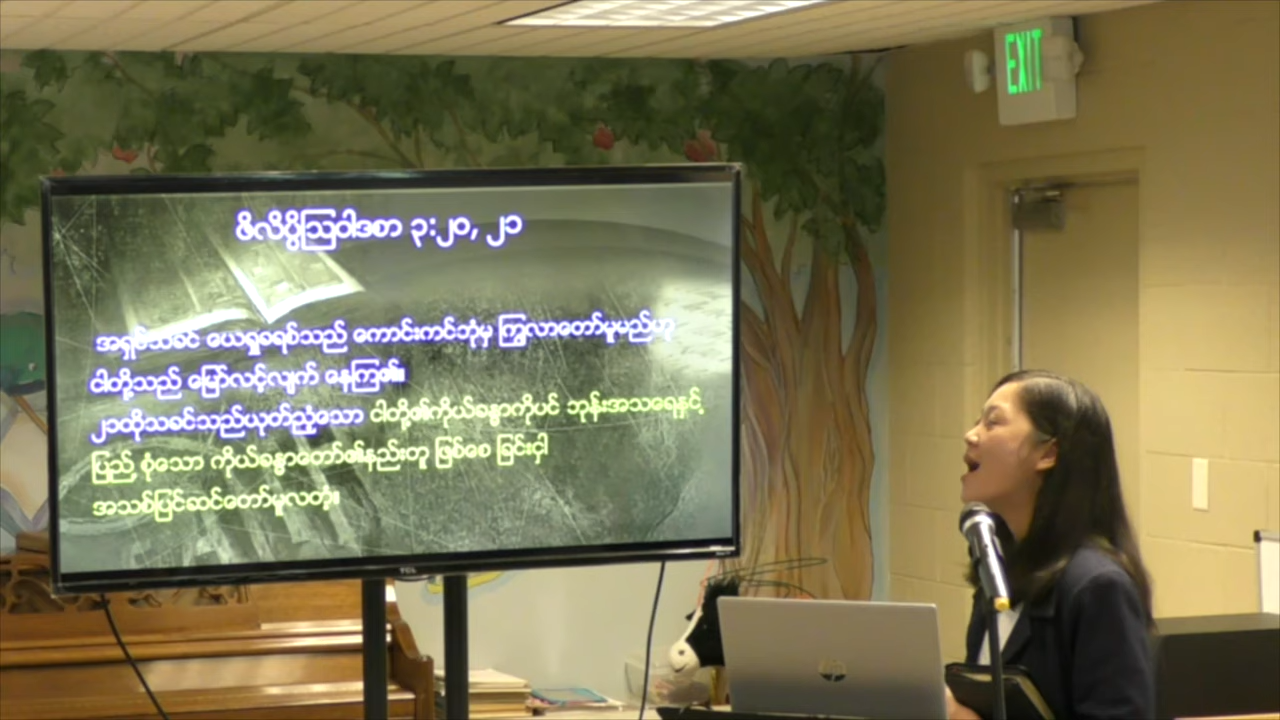 ဖိလိပ္ပိဩဝါဒစာ ၃:၂၀, ၂၁
အရှင်သခင် ယေရှုခရစ်သည် ကောင်းကင်ဘုံမှ ကြွလာတော်မူမည်ဟု
ငါတို့သည် မြော်လင့်လျက် နေကြ၏။
၂၁ထိုသခင်သည်ယုတ်ညံ့သော ငါတို့၏ကိုယ်ခန္ဓာကိုပင် ဘုန်းအသရေနှင့်
ပြည့် စုံသော ကိုယ်ခန္ဓာတော်၏နည်းတူ ဖြစ်စေ ခြင်းငှါ
အသစ်ပြင်ဆင်တော်မူလတံ့။
EXIT
TCL
hp